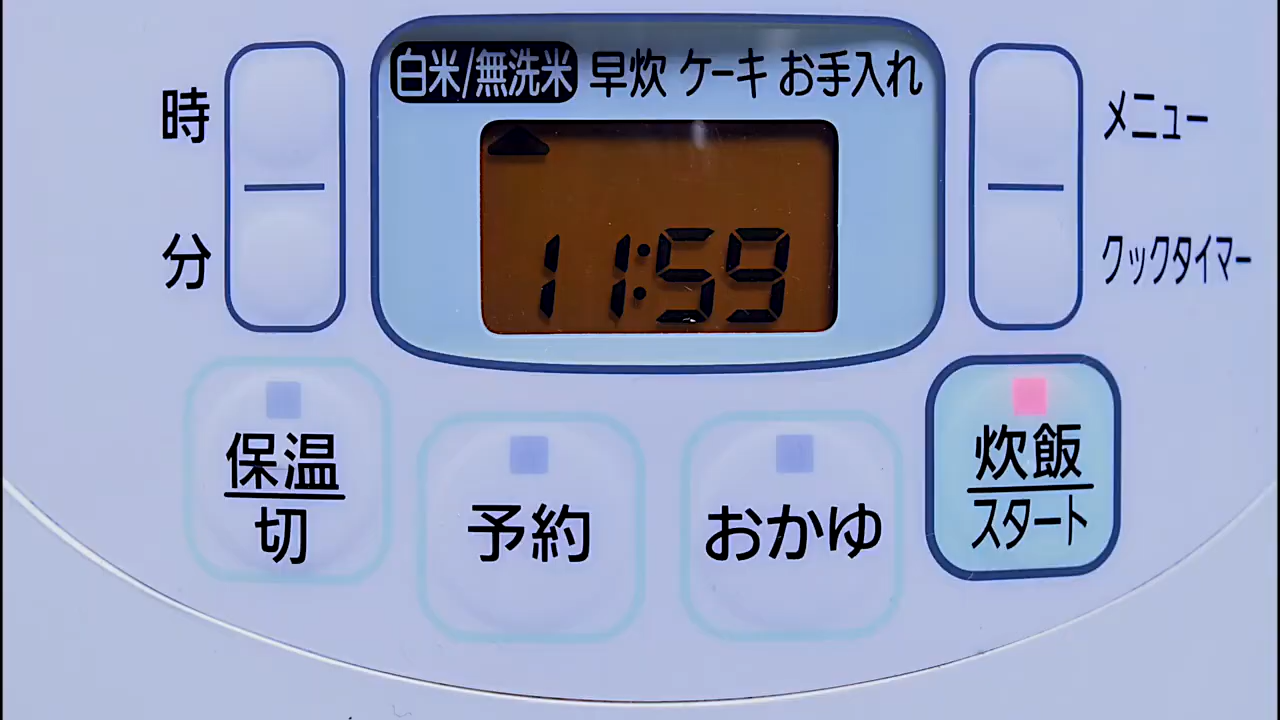 白米/無洗米 早炊 ケーキ お手入れ
時
メニュー
11:59
分
クックタイマー
保温
切
予約
おかゆ
炊飯
スタート